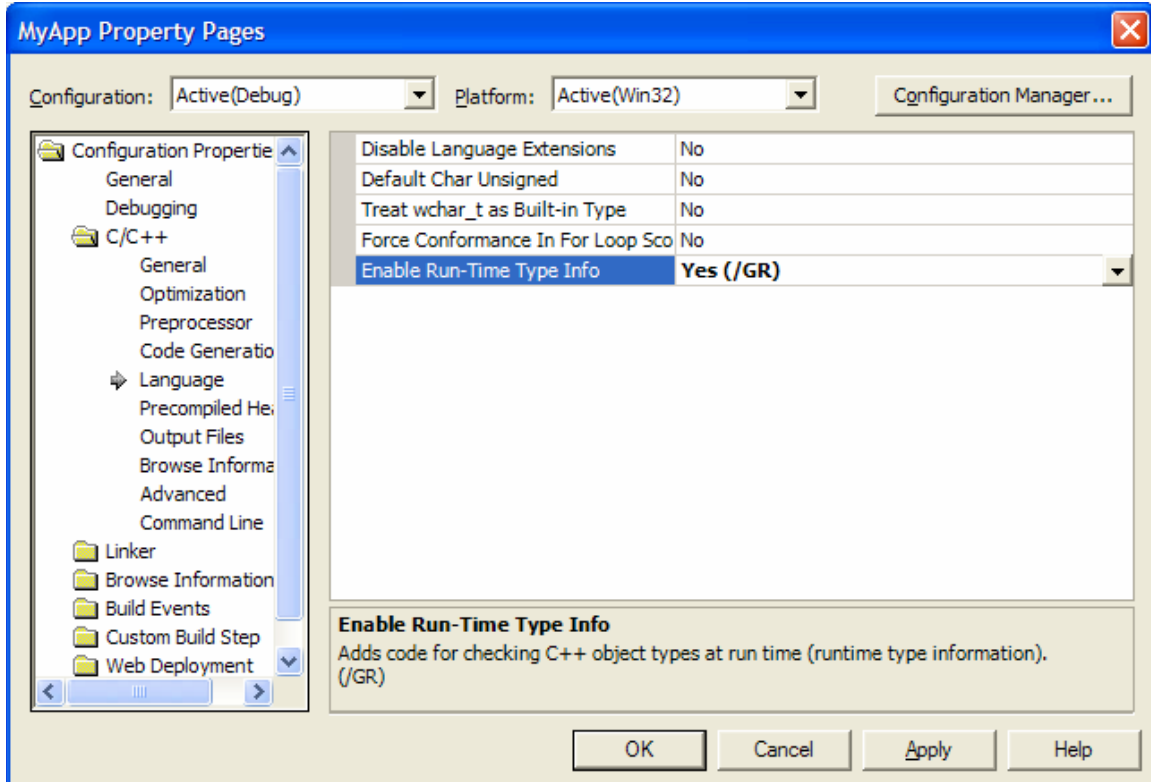 MyApp Property Pages
Configuration: Active(Debug) Platform: Active(Win32) Configuration Manager...
Configuration Propertie
General
Debugging
C/C++
General
Optimization
Preprocessor
Code Generatio
Language
Precompiled Hea
Output Files
Browse Informa
Advanced
Command Line
Linker
Browse Information
Build Events
Custom Build Step
Web Deployment
Disable Language Extensions No
Default Char Unsigned No
Treat wchar_t as Built-in Type No
Force Conformance In For Loop Sco No
Enable Run-Time Type Info Yes (/GR)
Enable Run-Time Type Info
Adds code for checking C++ object types at run time (runtime type information).
(/GR)
OK Cancel Apply Help